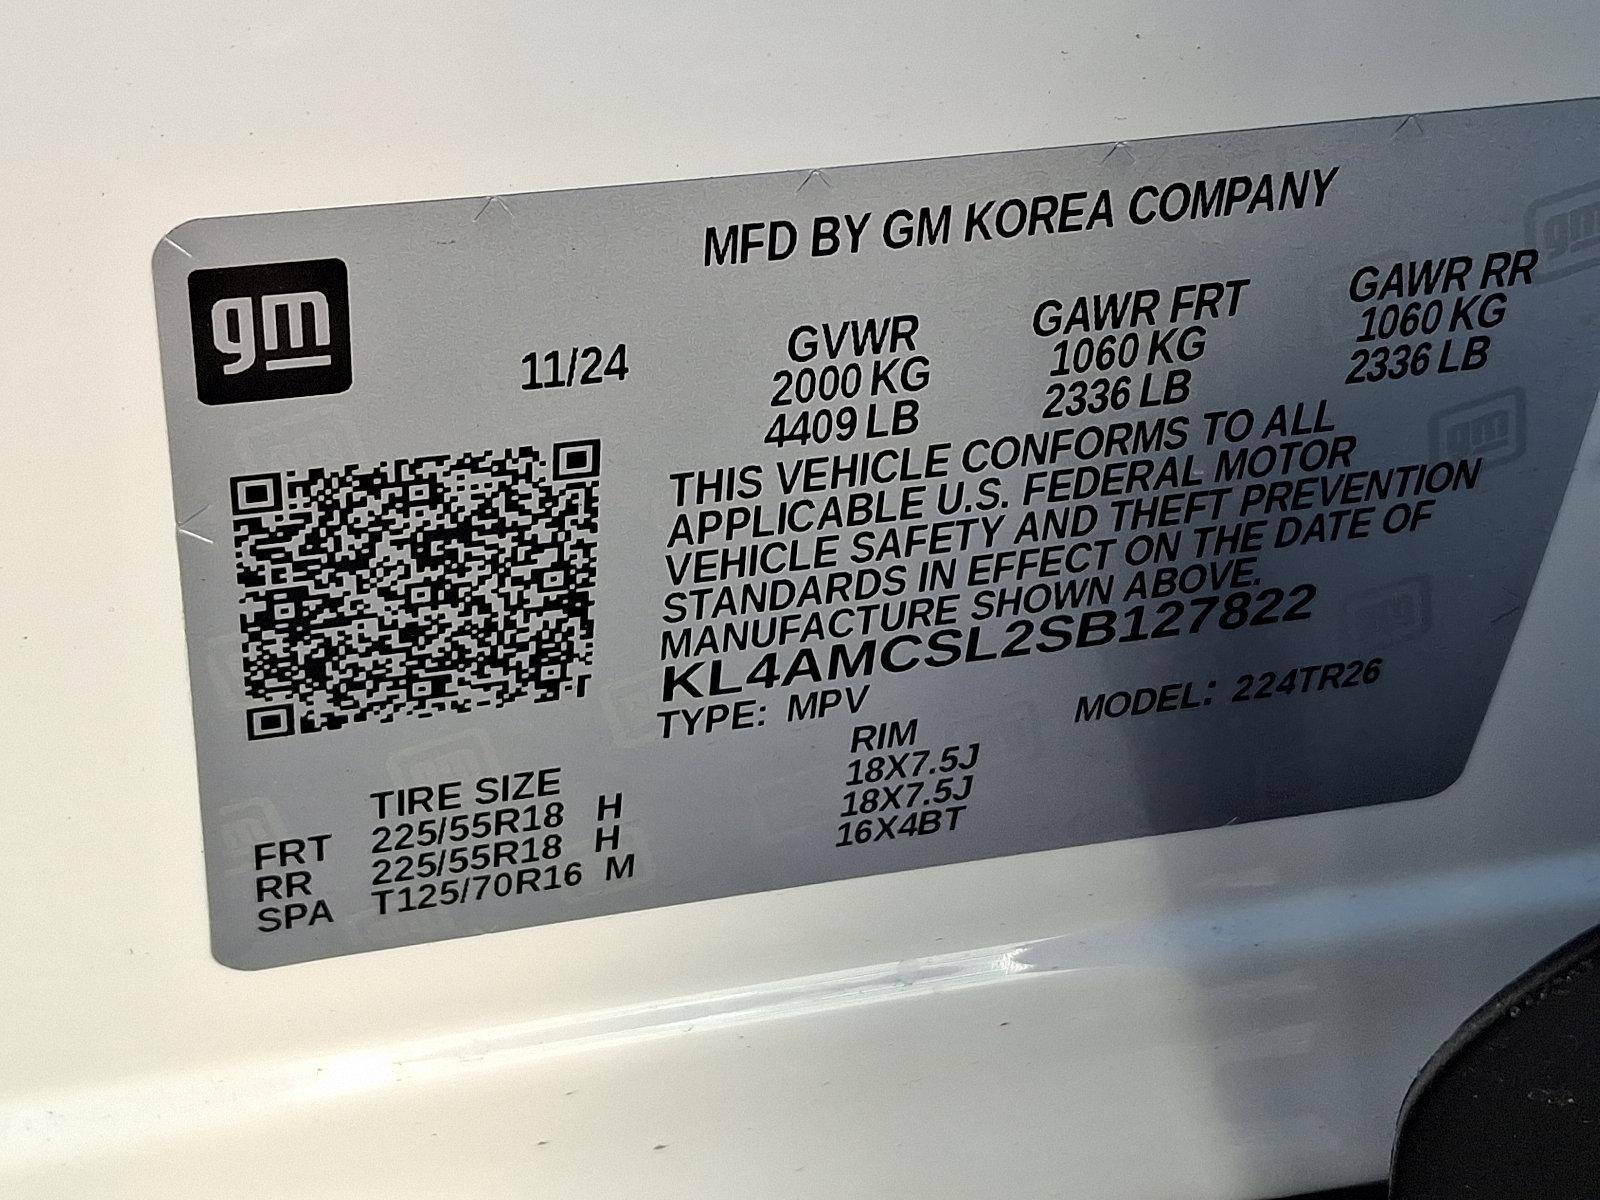 MFD BY GM KOREA COMPANY
gm
11/24
GVWR GAWR FRT GAWR RR
2000 KG 1060 KG 1060 KG
4409 LB 2336 LB 2336 LB
THIS VEHICLE CONFORMS TO ALL
APPLICABLE U.S. FEDERAL MOTOR
VEHICLE SAFETY AND THEFT PREVENTION
STANDARDS IN EFFECT ON THE DATE OF
MANUFACTURE SHOWN ABOVE.
KL4AMCSL2SB127822
TYPE: MPV MODEL: 224TR26
TIRE SIZE RIM
FRT 225/55R18 H 18X7.5J
RR 225/55R18 H 18X7.5J
SPA T125/70R16 M 16X4BT